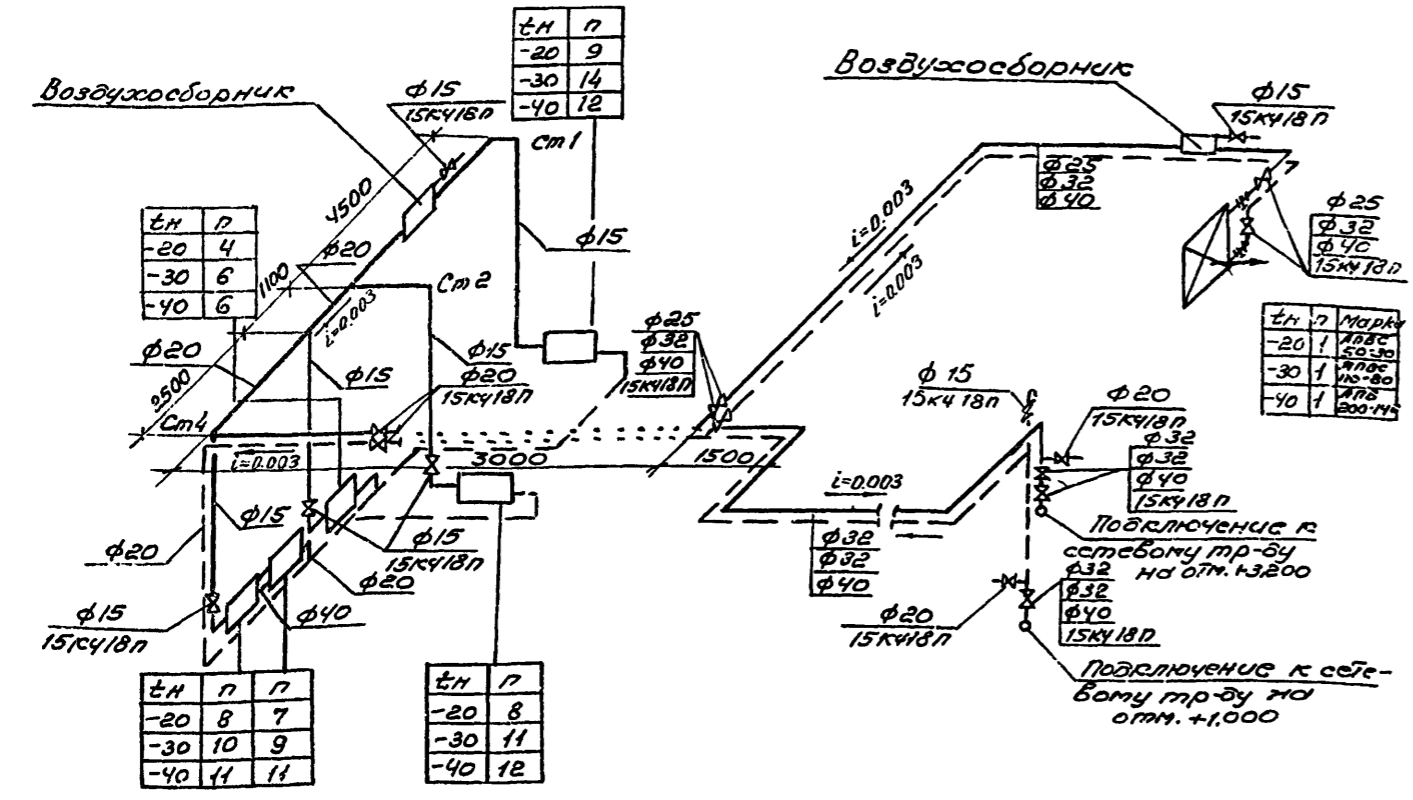 tн п
-20 9
-30 14
-40 12
Воздухосборник
ф15
15кч18п
Ст1
4500
ф15
tн п
-20 4
-30 6
-40 6
ф20
1100
Ст2
i=0.003
ф20
2500
ф15
ф15
ф20
15кч18п
Ст4
i=0.003
3000
ф15
ф20
ф15
15кч18п
ф15
15кч18п
ф20
ф40
tн п п
-20 8 7
-30 10 9
-40 11 11
tн п
-20 8
-30 11
-40 12
Воздухосборник
ф15
15кч18п
ф25
ф32
ф40
i=0.003
i=0.003
ф25
ф32
ф40
15кч18п
tн п Марка
-20 1
-30 1
-40 1
ф25
ф32
ф40
15кч18п
1500
i=0.003
ф32
ф32
ф40
ф15
15кч18п
ф20
15кч18п
ф32
ф32
ф40
15кч18п
Подключение к
сетевому тр-ду
на отм.+3.200
ф20
15кч18п
ф32
ф32
ф40
15кч18п
Подключение к сете-
вому тр-ду на
отм. +1.000